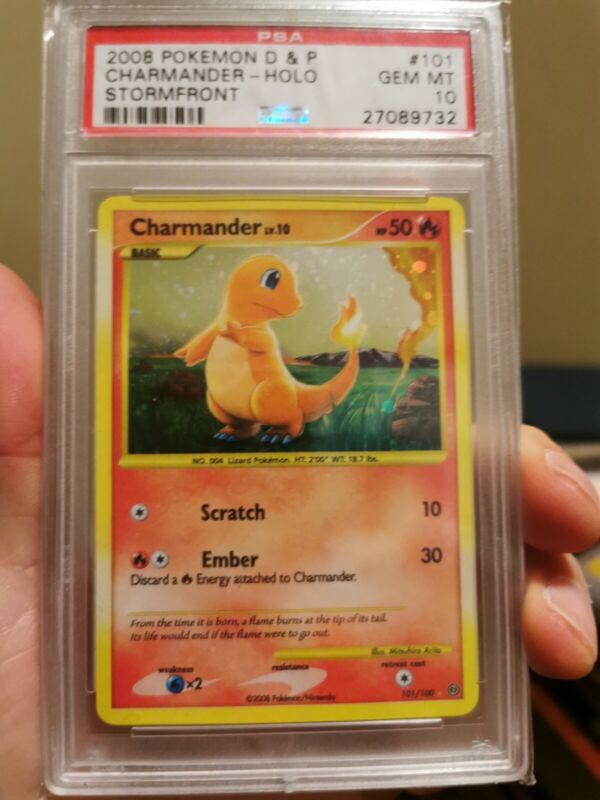 PSA
2008 POKEMON D & P #101
CHARMANDER - HOLO GEM MT
STORMFRONT 10
27089732
Charmander LV.10 HP 50
BASIC
NO. 004 Lizard Pokémon HT: 2'00" WT: 18.7 lbs.
Scratch 10
Ember 30
Discard a Energy attached to Charmander.
From the time it is born, a flame burns at the tip of its tail.
Its life would end if the flame were to go out.
Illus. Mitsuhiro Arita
weakness resistance retreat cost
×2
©2008 Pokémon/Nintendo 101/100